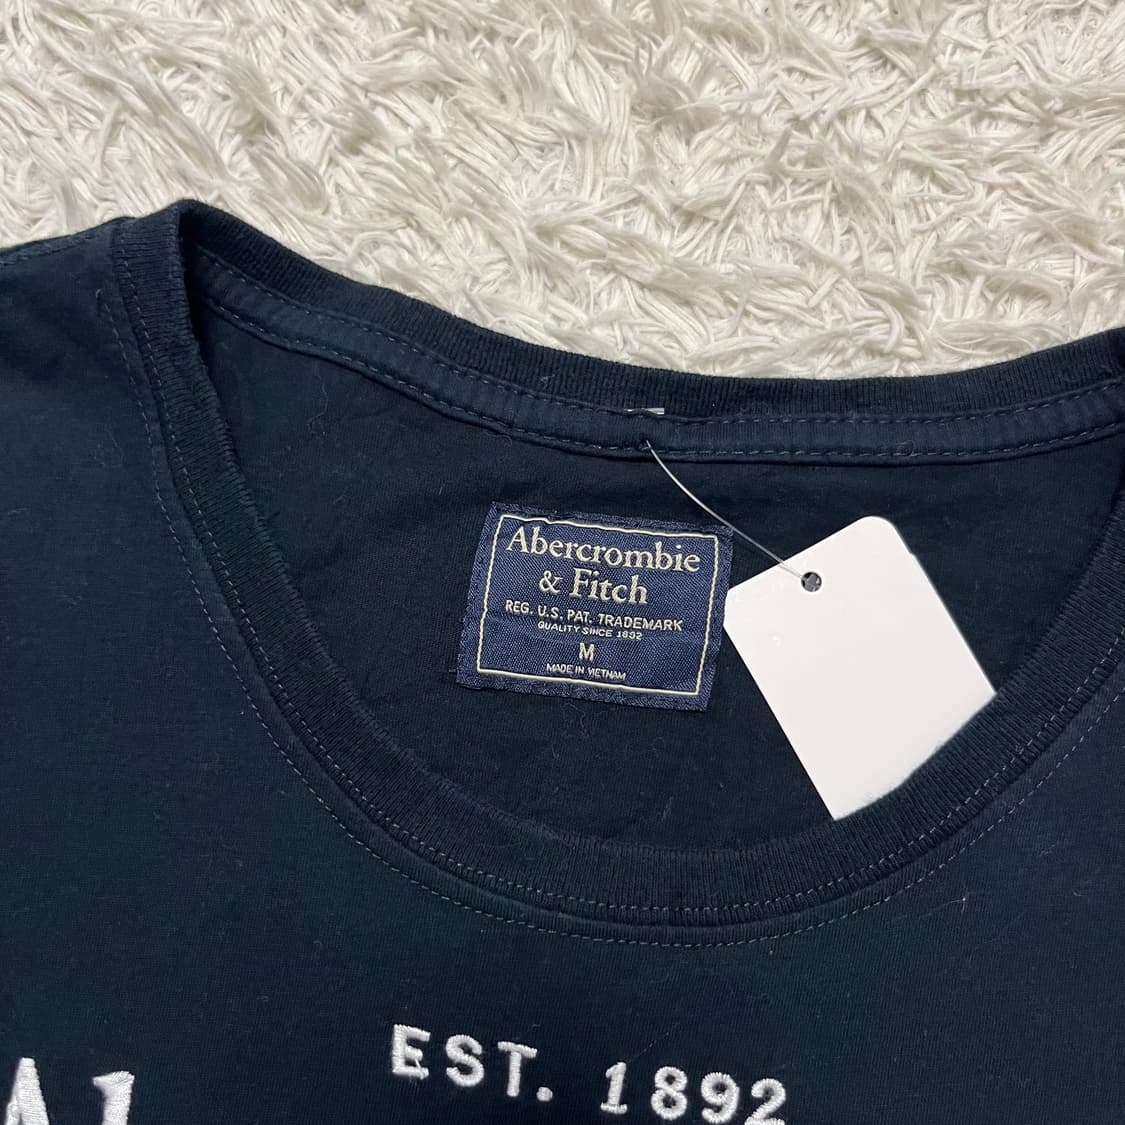 Abercrombie
& Fitch
REG. U.S. PAT. TRADEMARK
QUALITY SINCE 1892
M
MADE IN VIETNAM
EST. 1892